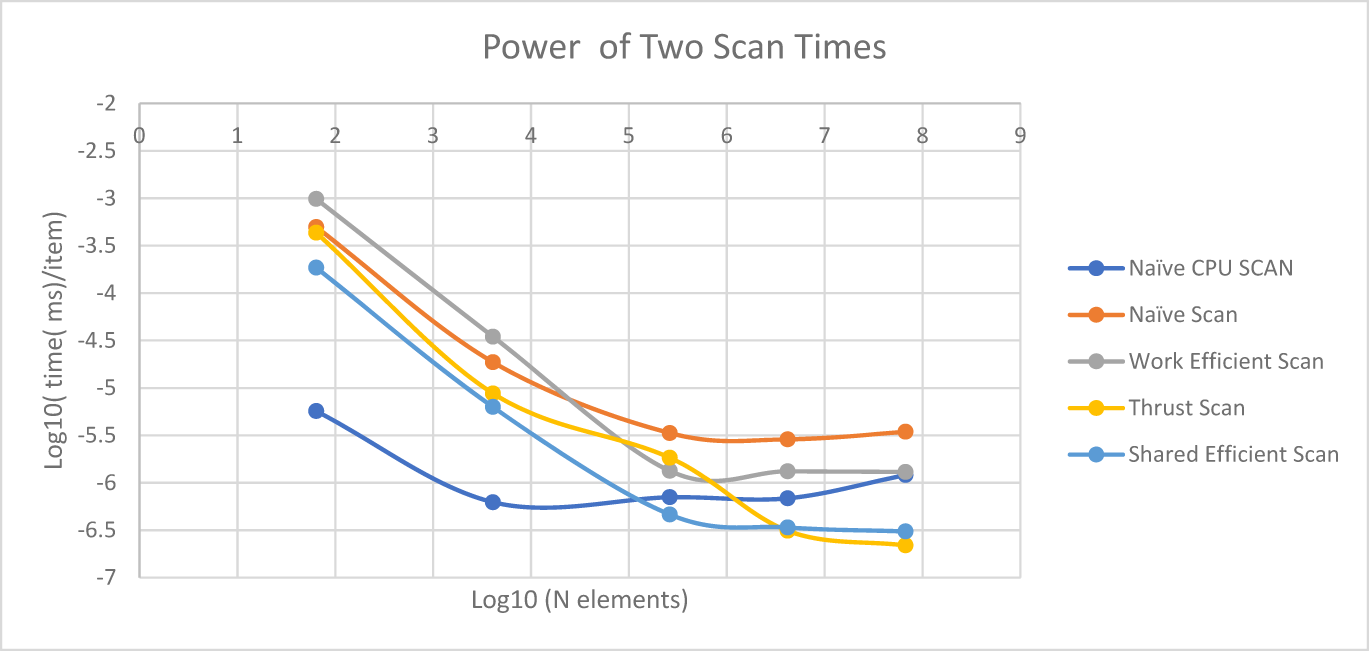 Power of Two Scan Times
-2
0 1 2 3 4 5 6 7 8 9
-2.5
-3
-3.5
-4
-4.5
-5
-5.5
-6
-6.5
-7
Log10( time( ms)/item)
Log10 (N elements)
Naïve CPU SCAN
Naïve Scan
Work Efficient Scan
Thrust Scan
Shared Efficient Scan